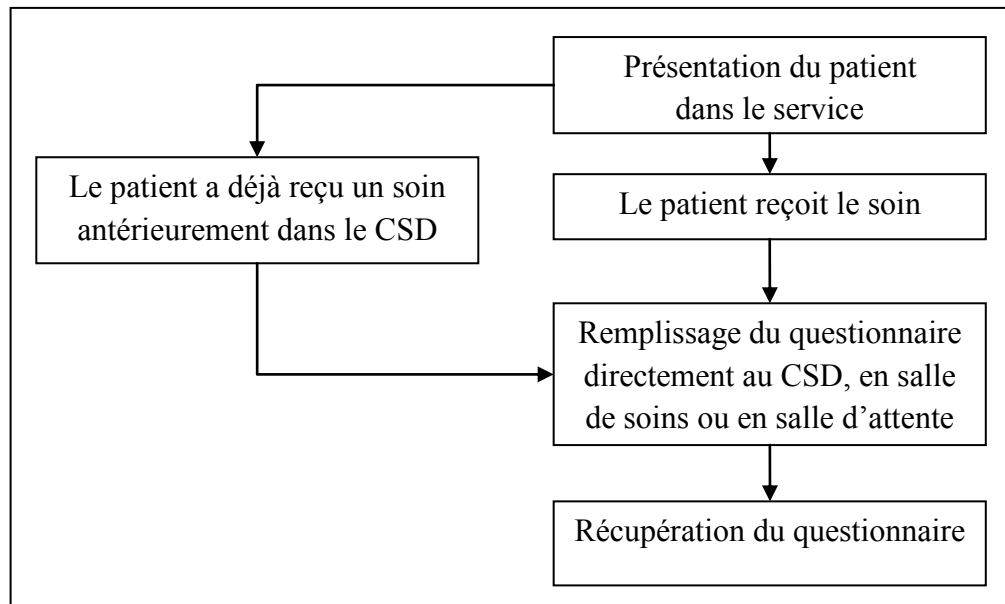 Présentation du patient
dans le service
Le patient a déjà reçu un soin
antérieurement dans le CSD
Le patient reçoit le soin
Remplissage du questionnaire
directement au CSD, en salle
de soins ou en salle d’attente
Récupération du questionnaire